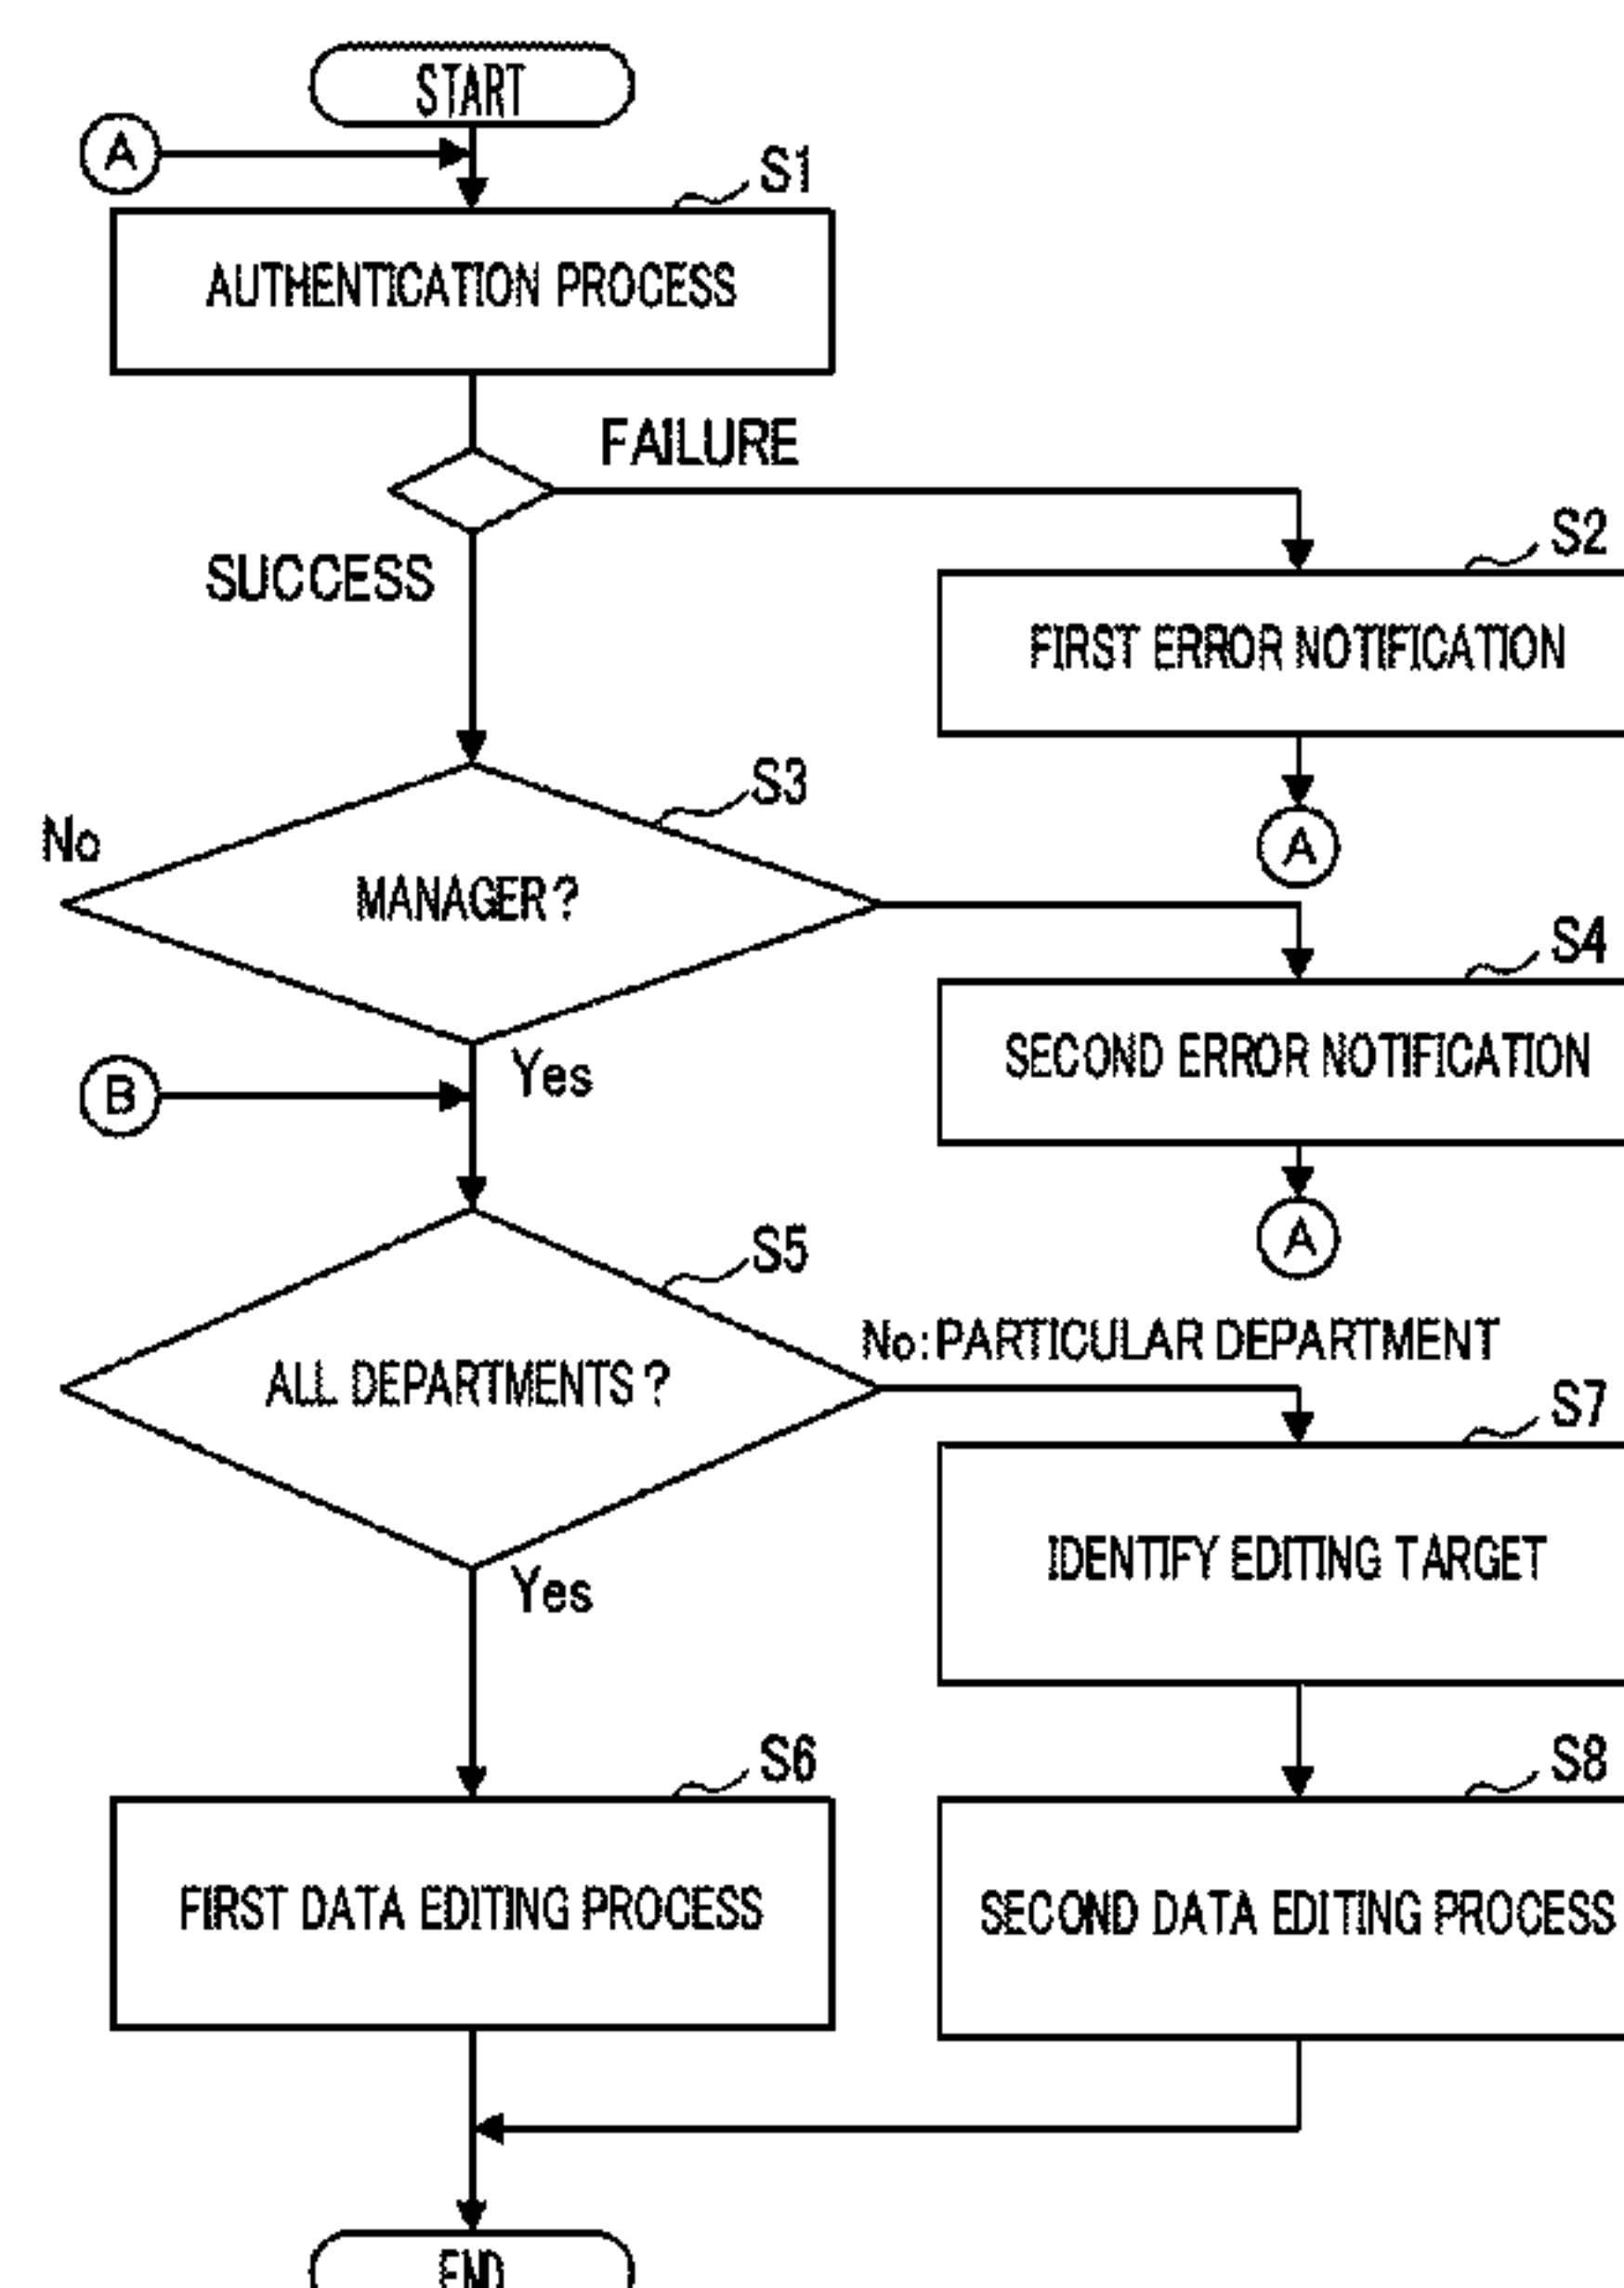 START
A
S1
AUTHENTICATION PROCESS
FAILURE
S2
SUCCESS
FIRST ERROR NOTIFICATION
S3
No
A
MANAGER?
S4
SECOND ERROR NOTIFICATION
Yes
B
A
S5
No:PARTICULAR DEPARTMENT
ALL DEPARTMENTS?
S7
IDENTIFY EDITING TARGET
Yes
S6
S8
FIRST DATA EDITING PROCESS
SECOND DATA EDITING PROCESS
END